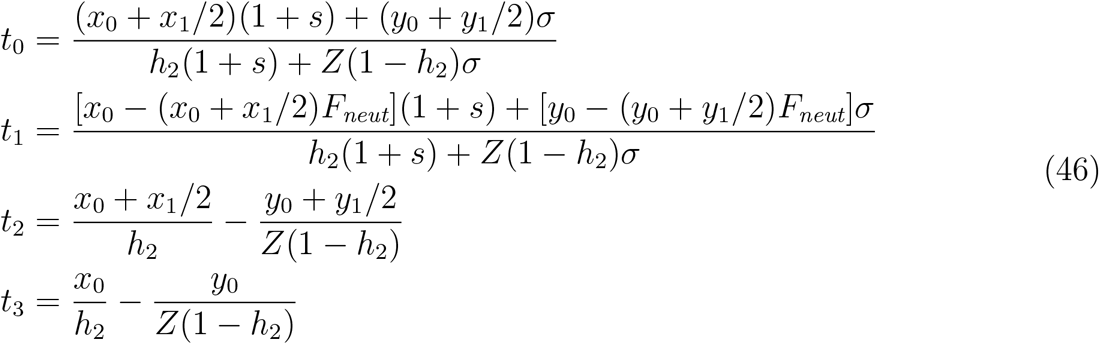 t_0 = \frac{(x_0 + x_1/2)(1 + s) + (y_0 + y_1/2)\sigma}{h_2(1 + s) + Z(1 - h_2)\sigma}
t_1 = \frac{[x_0 - (x_0 + x_1/2)F_{neut}](1 + s) + [y_0 - (y_0 + y_1/2)F_{neut}]\sigma}{h_2(1 + s) + Z(1 - h_2)\sigma}
(46)
t_2 = \frac{x_0 + x_1/2}{h_2} - \frac{y_0 + y_1/2}{Z(1 - h_2)}
t_3 = \frac{x_0}{h_2} - \frac{y_0}{Z(1 - h_2)}